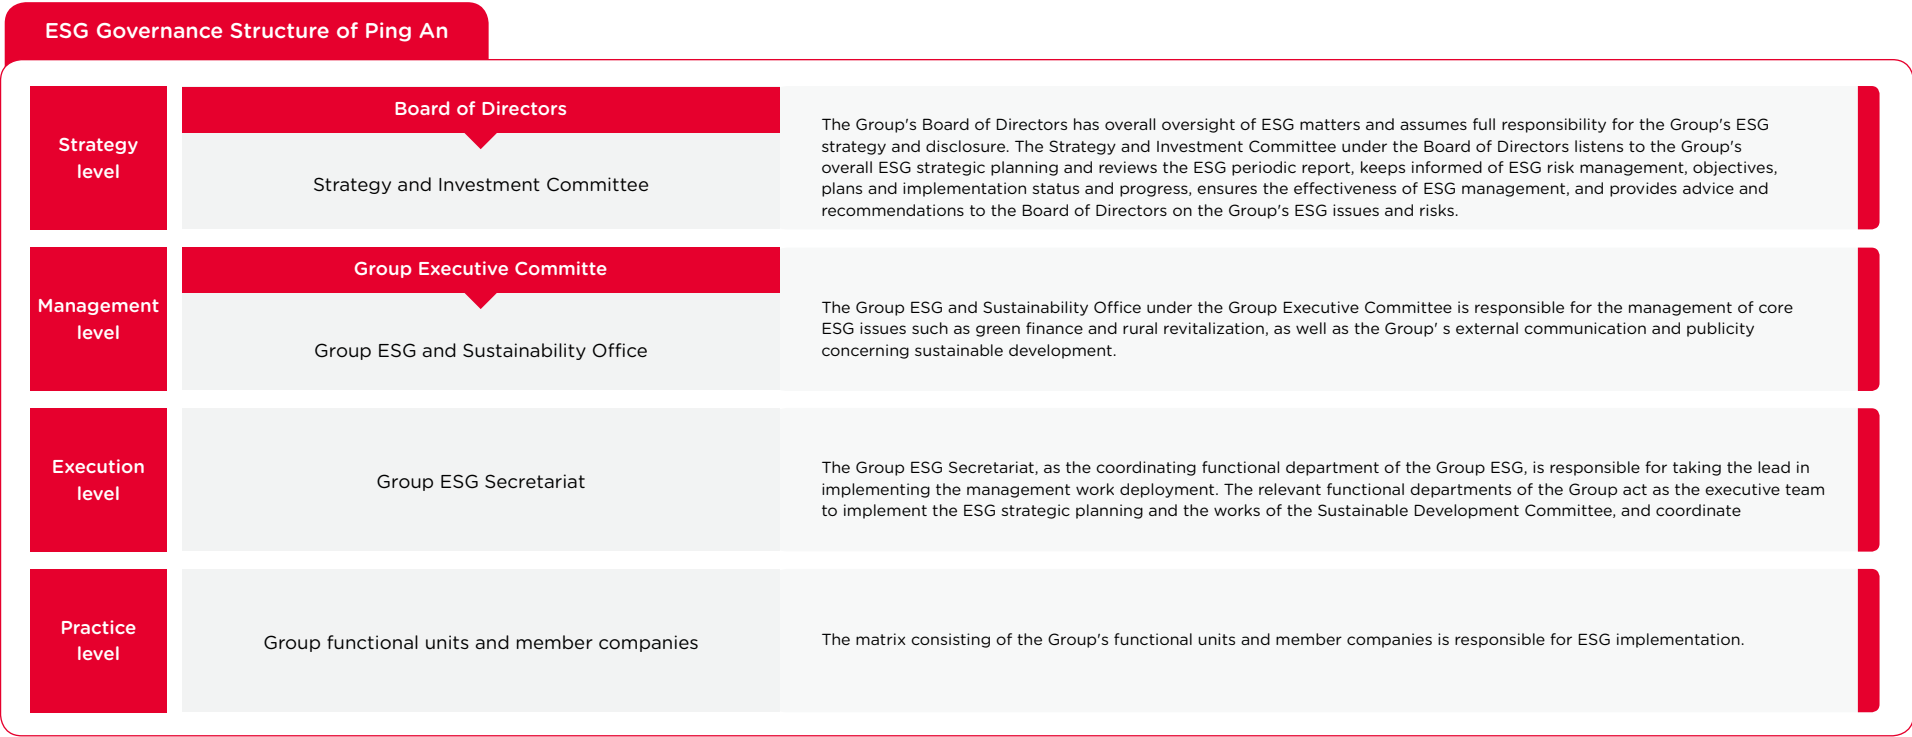 ESG Governance Structure of Ping An
Strategy
level
Board of Directors
Strategy and Investment Committee
The Group's Board of Directors has overall oversight of ESG matters and assumes full responsibility for the Group's ESG
strategy and disclosure. The Strategy and Investment Committee under the Board of Directors listens to the Group's
overall ESG strategic planning and reviews the ESG periodic report, keeps informed of ESG risk management, objectives,
plans and implementation status and progress, ensures the effectiveness of ESG management, and provides advice and
recommendations to the Board of Directors on the Group's ESG issues and risks.
Management
level
Group Executive Committe
Group ESG and Sustainability Office
The Group ESG and Sustainability Office under the Group Executive Committee is responsible for the management of core
ESG issues such as green finance and rural revitalization, as well as the Group' s external communication and publicity
concerning sustainable development.
Execution
level
Group ESG Secretariat
The Group ESG Secretariat, as the coordinating functional department of the Group ESG, is responsible for taking the lead in
implementing the management work deployment. The relevant functional departments of the Group act as the executive team
to implement the ESG strategic planning and the works of the Sustainable Development Committee, and coordinate
Practice
level
Group functional units and member companies
The matrix consisting of the Group's functional units and member companies is responsible for ESG implementation.